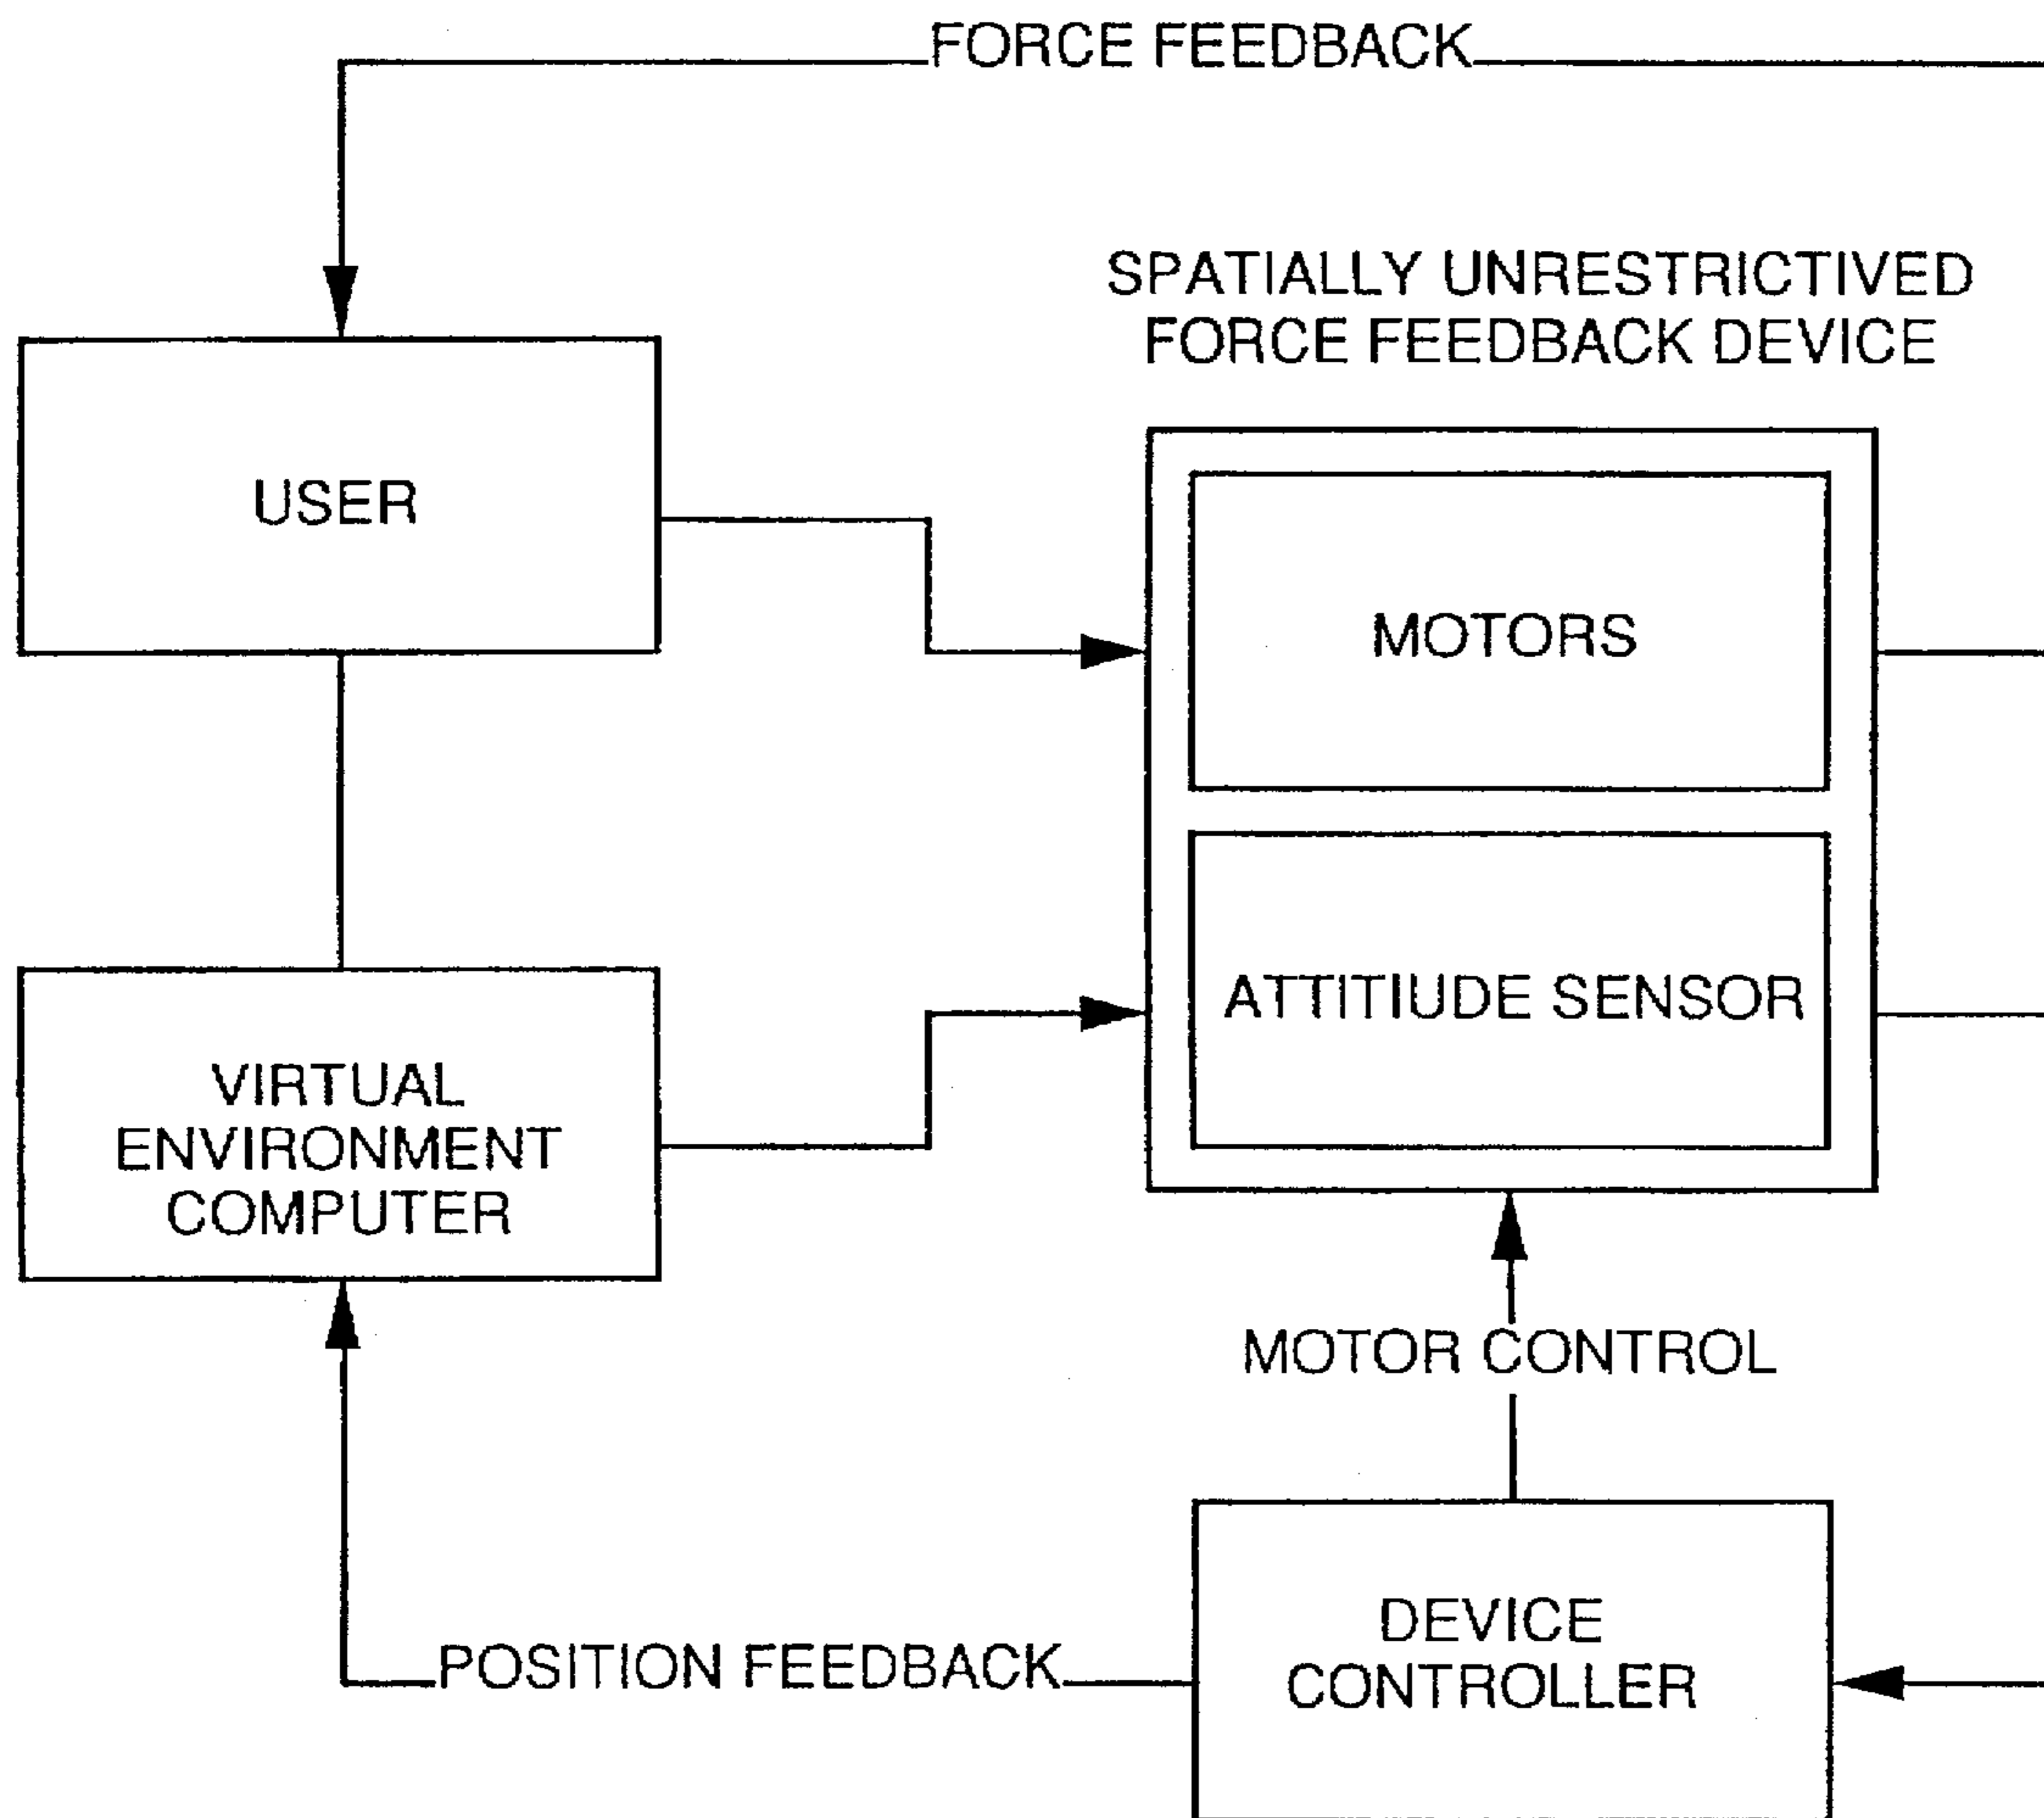 FORCE FEEDBACK
SPATIALLY UNRESTRICTIVED
FORCE FEEDBACK DEVICE
USER
MOTORS
ATTITIUDE SENSOR
VIRTUAL
ENVIRONMENT
COMPUTER
MOTOR CONTROL
DEVICE
CONTROLLER
POSITION FEEDBACK